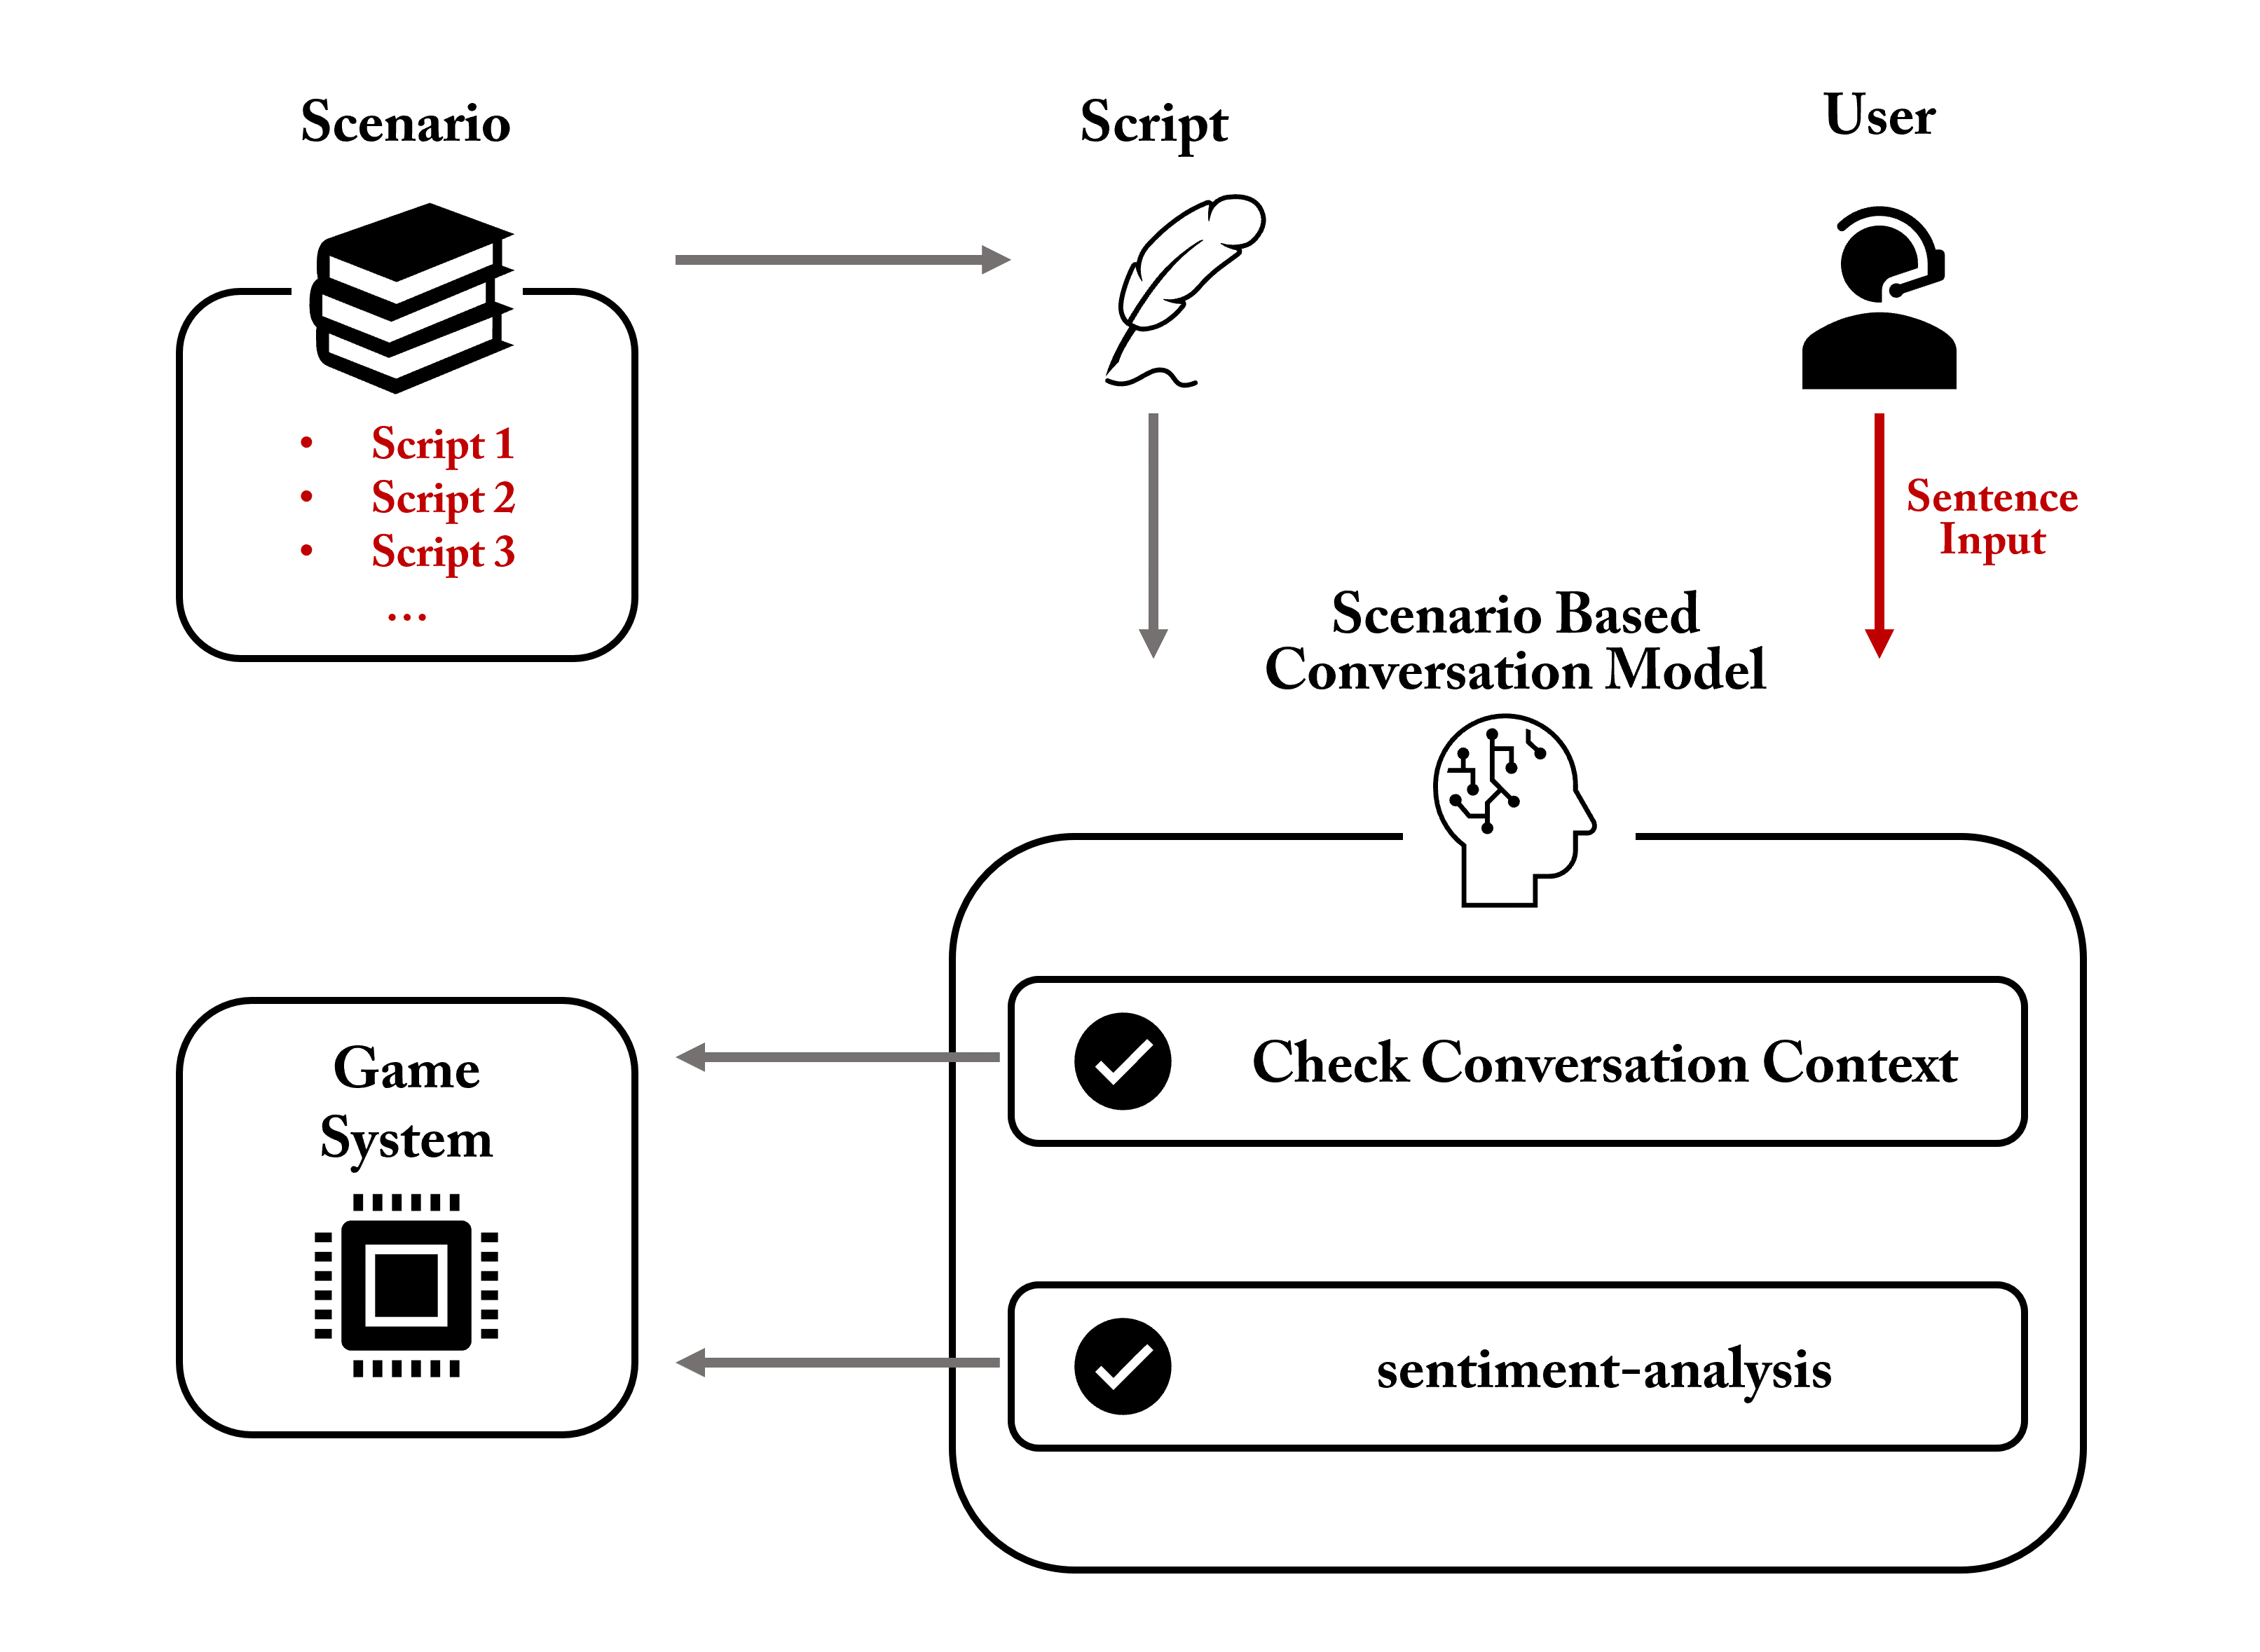 Scenario
Script
User
• Script 1
• Script 2
• Script 3
...
Sentence
Input
Scenario Based
Conversation Model
Game
System
Check Conversation Context
sentiment-analysis